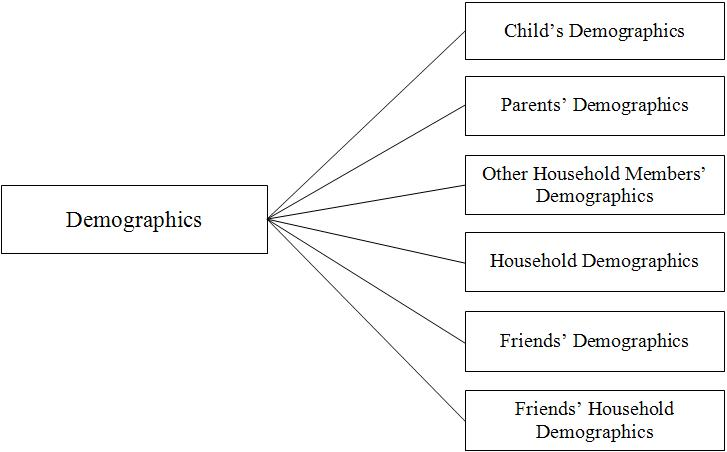 Child’s Demographics
Parents’ Demographics
Other Household Members’
Demographics
Demographics
Household Demographics
Friends’ Demographics
Friends’ Household
Demographics